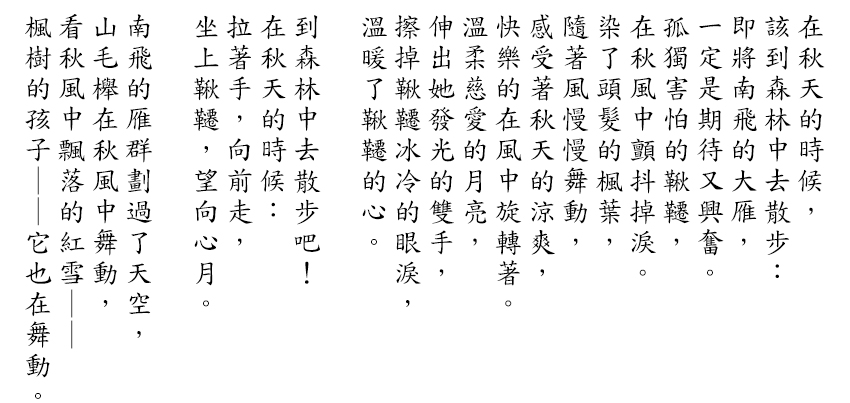 在秋天的時候，
該到森林中去散步：
即將南飛的大雁，
一定是期待又興奮。
孤獨害怕的鞦韆，
在秋風中顫抖掉淚。
染了頭髮的楓葉，
隨著風慢慢舞動，
感受著秋天的涼爽，
快樂的在風中旋轉著。
溫柔慈愛的月亮，
伸出她發光的雙手，
擦掉鞦韆冰冷的眼淚，
溫暖了鞦韆的心。
到森林中去散步吧！
在秋天的時候：
拉著手，向前走，
坐上鞦韆，望向心月。
南飛的雁群劃過了天空，
山毛櫸在秋風中舞動，
看秋風中飄落的紅雪——
楓樹的孩子——它也在舞動。